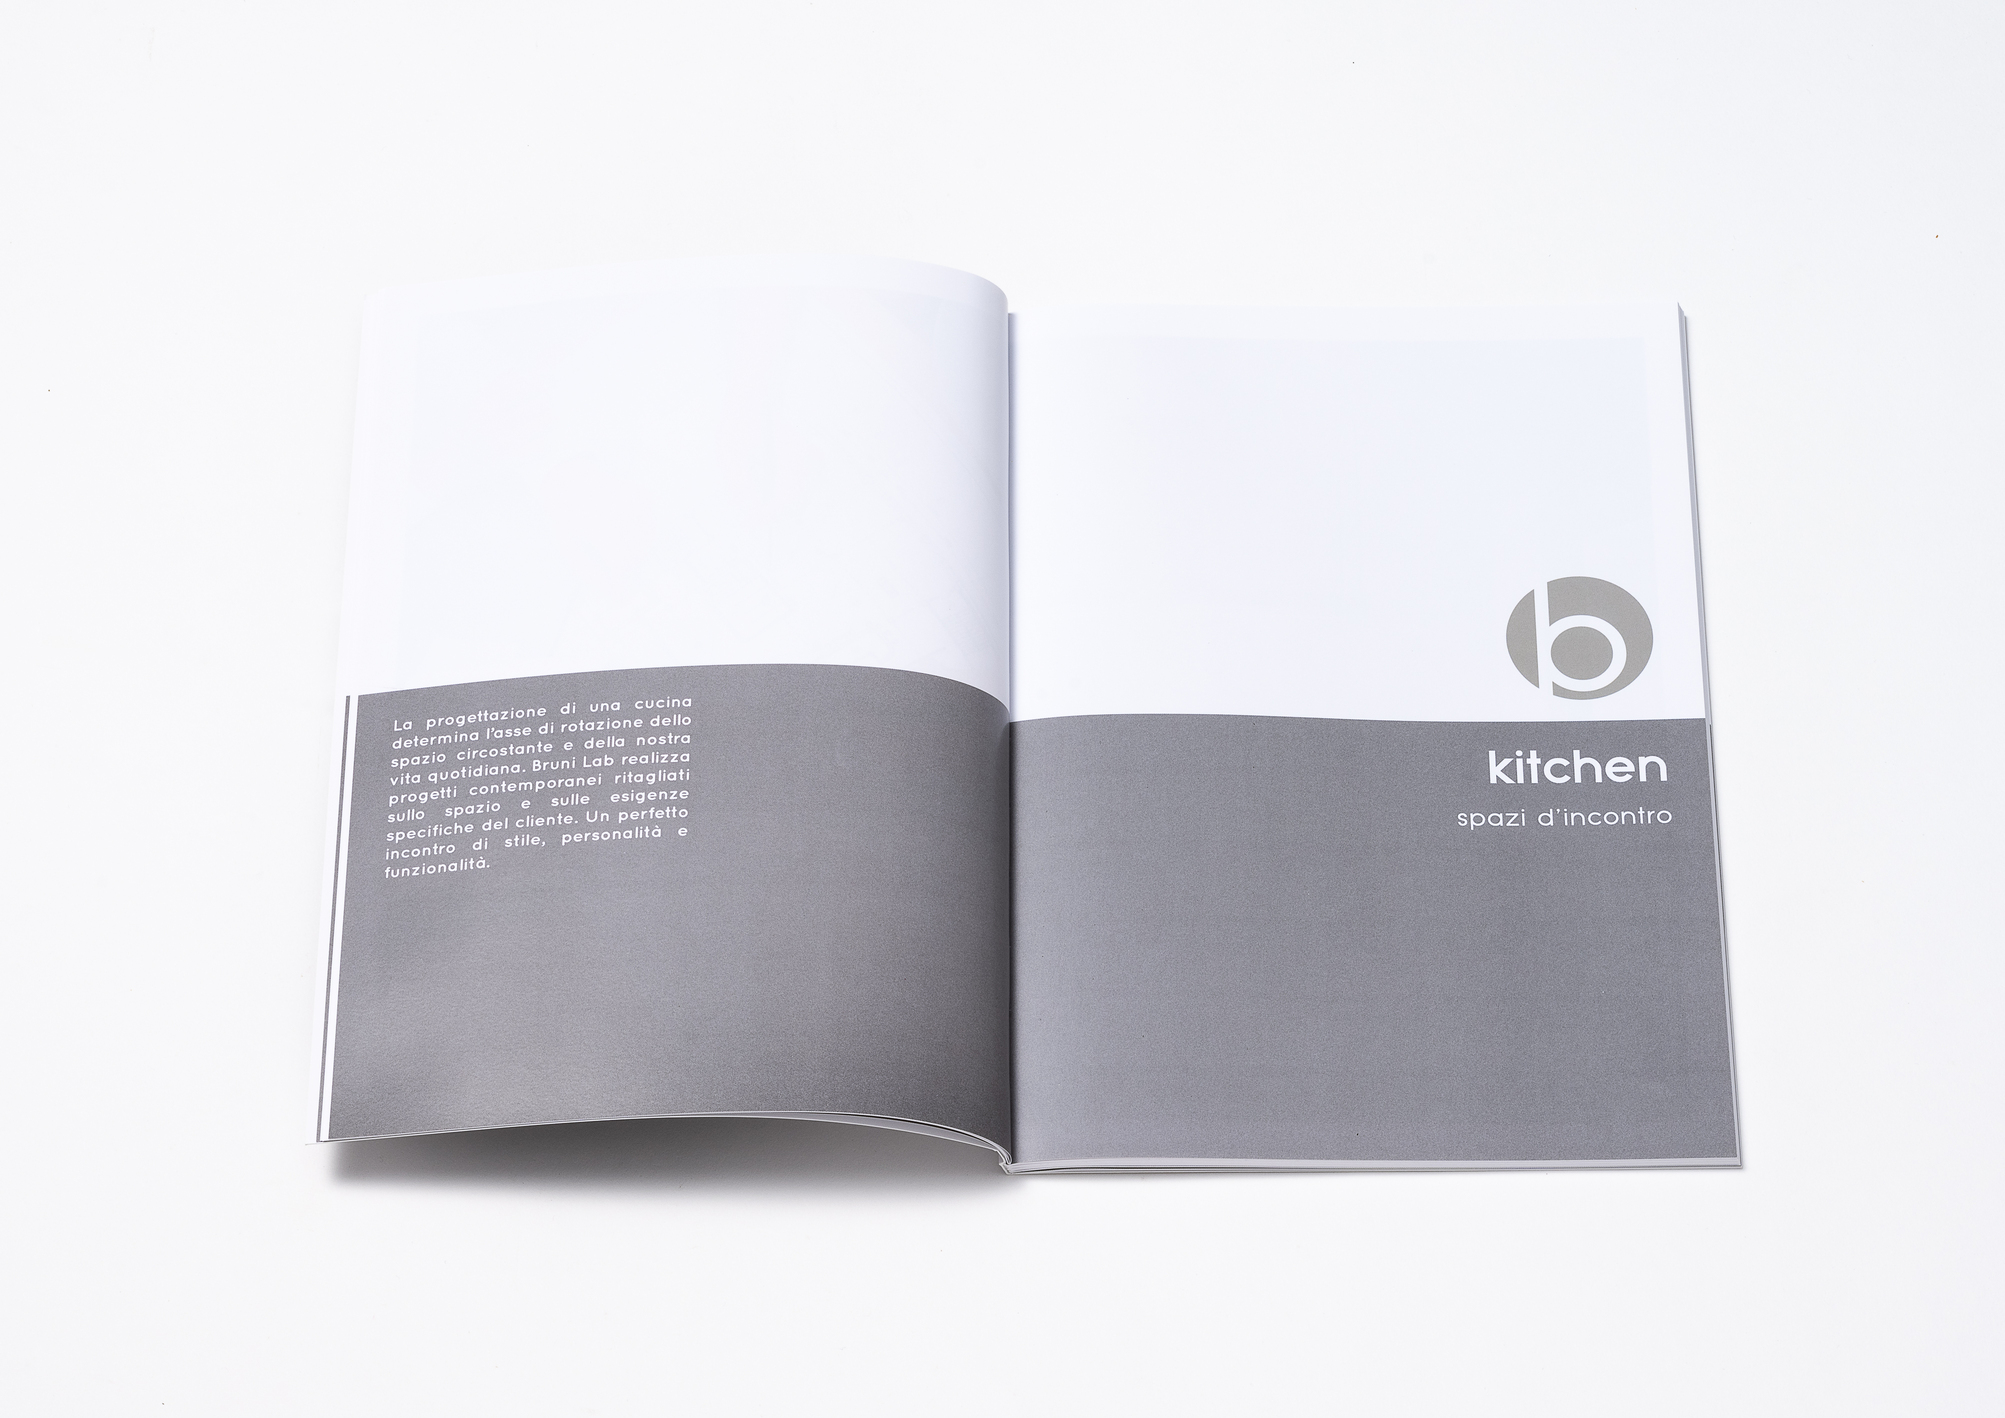 La progettazione di una cucina
determina l'asse di rotazione dello
spazio circostante e della nostra
vita quotidiana. Bruni Lab realizza
progetti contemporanei ritagliati
sullo spazio e sulle esigenze
specifiche del cliente. Un perfetto
incontro di stile, personalità e
funzionalità.
b
kitchen
spazi d'incontro